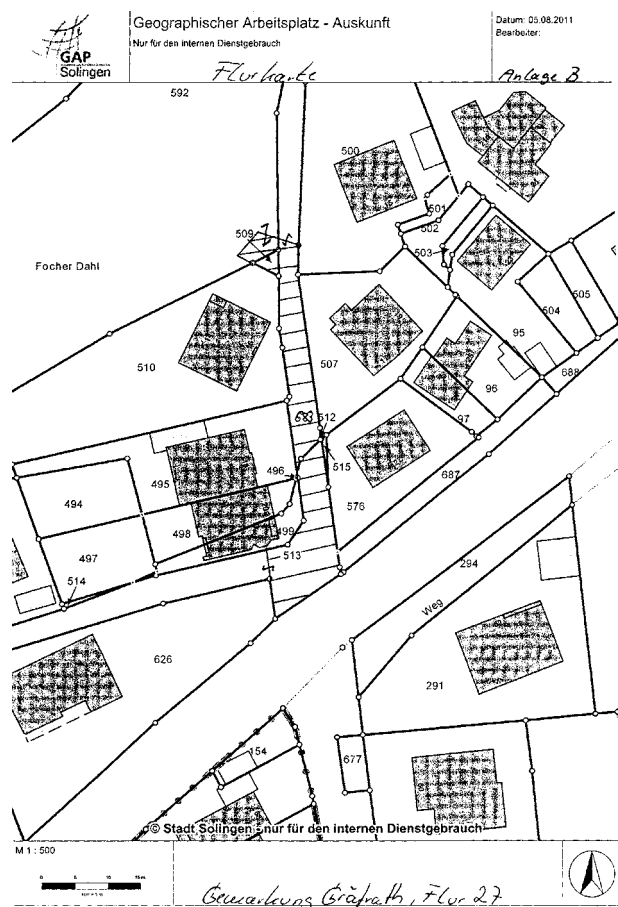 Geographischer Arbeitsplatz - Auskunft
Nur für den internen Dienstgebrauch
Datum: 05.08.2011
Bearbeiter:
GAP
Solingen
Flurkarte
Anlage B
592
500
501
502
509
503
Focher Dahl
505
504
510
507
95
688
96
683
512
97
496
515
495
494
687
576
498
499
497
513
514
294
Weg
626
291
154
677
© Stadt Solingen - nur für den internen Dienstgebrauch
M 1 : 500
Gemarkung Gräfrath, Flur 27